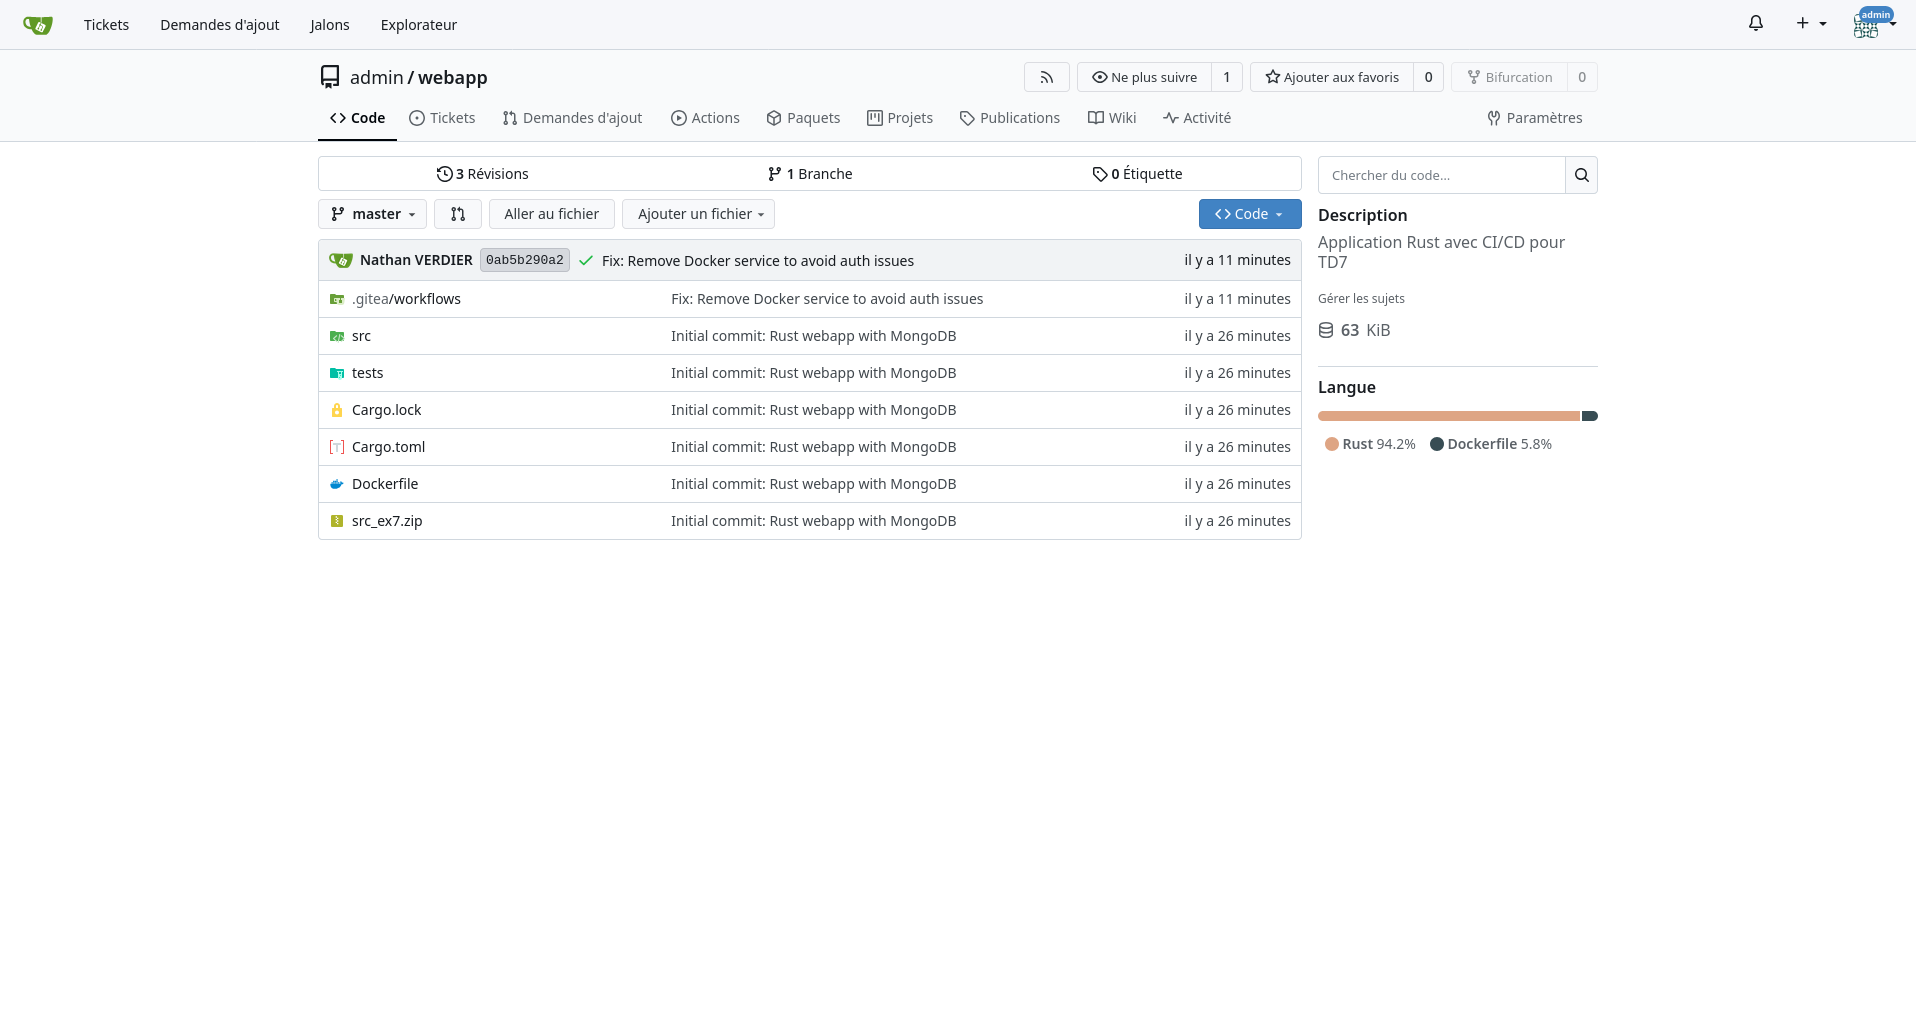 Tickets Demandes d'ajout Jalons Explorateur admin
admin / webapp Ne plus suivre 1 Ajouter aux favoris 0 Bifurcation 0
Code Tickets Demandes d'ajout Actions Paquets Projets Publications Wiki Activité Paramètres
3 Révisions 1 Branche 0 Étiquette
master Aller au fichier Ajouter un fichier Code
Nathan VERDIER 0ab5b290a2 Fix: Remove Docker service to avoid auth issues il y a 11 minutes
.gitea/workflows Fix: Remove Docker service to avoid auth issues il y a 11 minutes
src Initial commit: Rust webapp with MongoDB il y a 26 minutes
tests Initial commit: Rust webapp with MongoDB il y a 26 minutes
Cargo.lock Initial commit: Rust webapp with MongoDB il y a 26 minutes
Cargo.toml Initial commit: Rust webapp with MongoDB il y a 26 minutes
Dockerfile Initial commit: Rust webapp with MongoDB il y a 26 minutes
src_ex7.zip Initial commit: Rust webapp with MongoDB il y a 26 minutes
Chercher du code...
Description
Application Rust avec CI/CD pour
TD7
Gérer les sujets
63 KiB
Langue
Rust 94.2% Dockerfile 5.8%